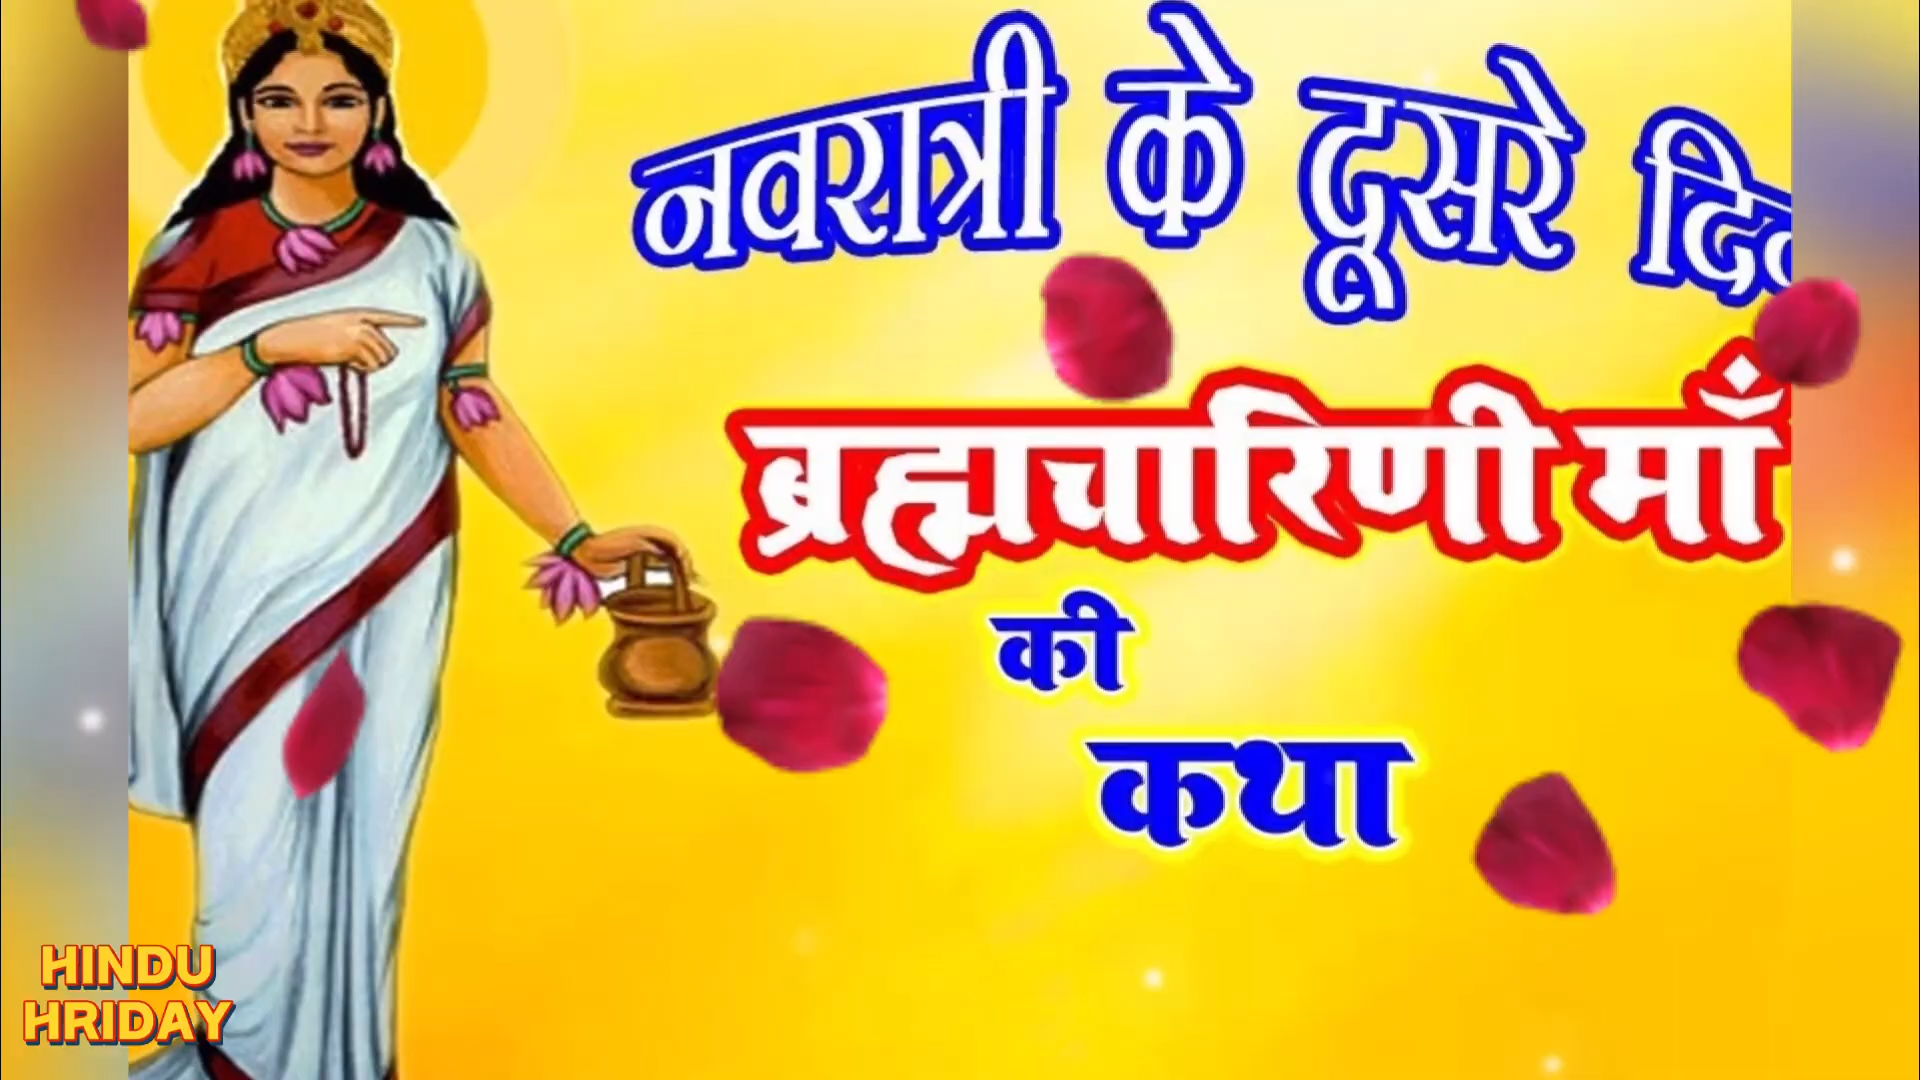 नवरात्री के दूसरे
ब्रह्मचारिणी माँ
की
कथा
HINDU
HRIDAY